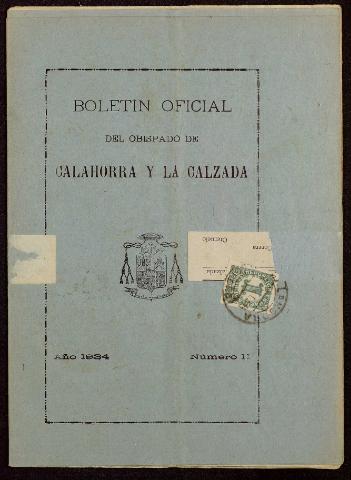 BOLETIN OFICIAL
DEL OBISPADO DE
CALAHORRA Y LA CALZADA
Año 1934 Número 11